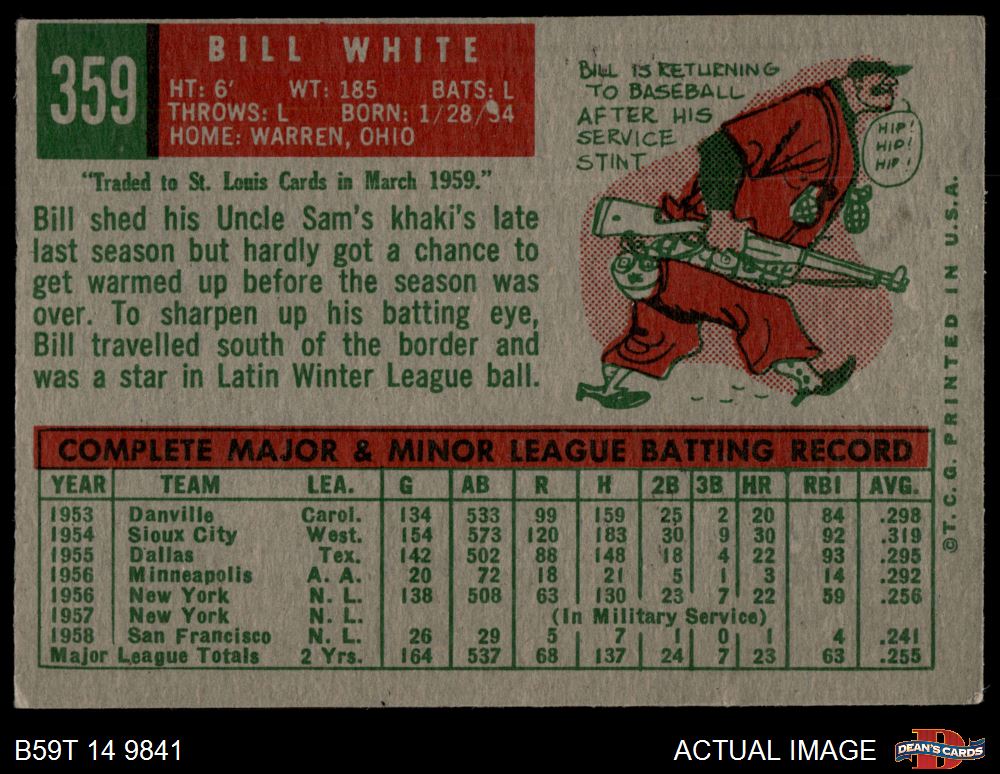 359
BILL WHITE
HT: 6' WT: 185 BATS: L
THROWS: L BORN: 1/28/34
HOME: WARREN, OHIO
"Traded to St. Louis Cards in March 1959."
Bill shed his Uncle Sam's khaki's late
last season but hardly got a chance to
get warmed up before the season was
over. To sharpen up his batting eye,
Bill travelled south of the border and
was a star in Latin Winter League ball.
BILL IS RETURNING
TO BASEBALL
AFTER HIS
SERVICE
STINT
HIP!
HIP!
HIP!
COMPLETE MAJOR & MINOR LEAGUE BATTING RECORD
YEAR TEAM LEA. G AB R H 2B 3B HR RBI AVG.
1953 Danville Carol. 134 533 99 159 25 2 20 84 .298
1954 Sioux City West. 154 573 120 183 30 9 30 92 .319
1955 Dallas Tex. 142 502 88 148 18 4 22 93 .295
1956 Minneapolis A. A. 20 72 18 21 5 1 3 14 .292
1956 New York N. L. 138 508 63 130 23 7 22 59 .256
1957 New York N. L. (In Military Service)
1958 San Francisco N. L. 26 29 5 7 1 0 1 4 .241
Major League Totals 2 Yrs. 164 537 68 137 24 7 23 63 .255
© T. C. G. PRINTED IN U.S.A.
B59T 14 9841
ACTUAL IMAGE
D
DEAN'S CARDS